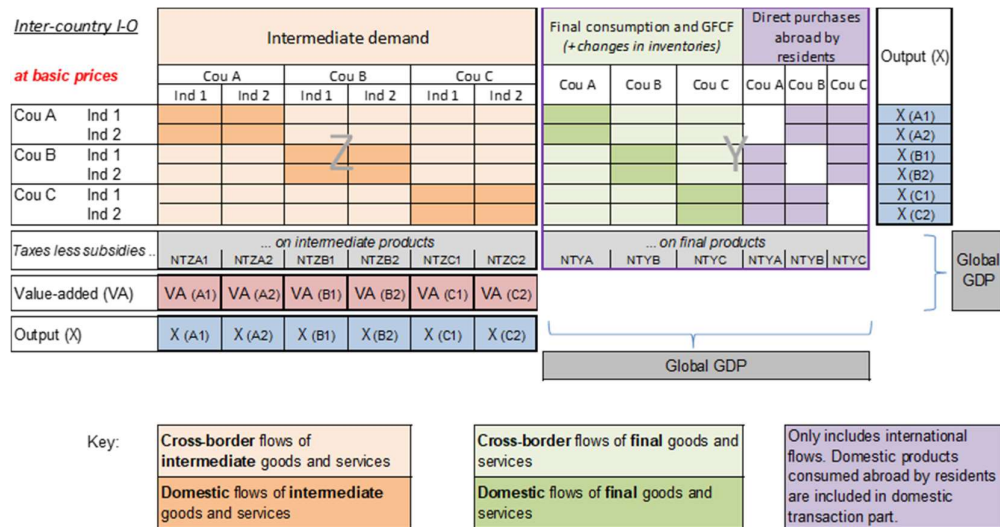 Inter-country I-O
at basic prices
Intermediate demand
Final consumption and GFCF
(+changes in inventories)
Direct purchases
abroad by
residents
Output (X)
Cou A Cou B Cou C
Ind 1 Ind 2 Ind 1 Ind 2 Ind 1 Ind 2
Cou A Cou B Cou C Cou A Cou B Cou C
Cou A Ind 1 X (A1)
Ind 2 X (A2)
Z Y
Cou B Ind 1 X (B1)
Ind 2 X (B2)
Cou C Ind 1 X (C1)
Ind 2 X (C2)
Taxes less subsidies .. ... on intermediate products ... on final products
NTZA1 NTZA2 NTZB1 NTZB2 NTZC1 NTZC2 NTYA NTYB NTYC NTYA NTYB NTYC
Value-added (VA) VA (A1) VA (A2) VA (B1) VA (B2) VA (C1) VA (C2)
Global
GDP
Output (X) X (A1) X (A2) X (B1) X (B2) X (C1) X (C2)
Global GDP
Key:
Cross-border flows of
intermediate goods and services
Domestic flows of intermediate
goods and services
Cross-border flows of final goods and
services
Domestic flows of final goods and
services
Only includes international
flows. Domestic products
consumed abroad by residents
are included in domestic
transaction part.